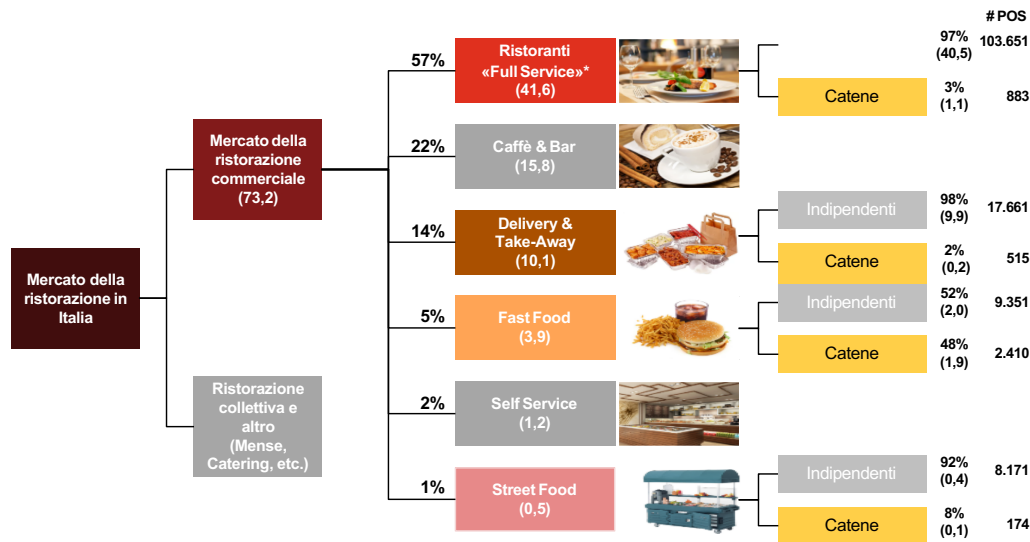 # POS
57%
Ristoranti
«Full Service»*
(41,6)
97%
(40,5)
103.651
Catene
3%
(1,1)
883
Mercato della
ristorazione
commerciale
(73,2)
22%
Caffè & Bar
(15,8)
14%
Delivery &
Take-Away
(10,1)
Indipendenti
98%
(9,9)
17.661
Catene
2%
(0,2)
515
Mercato della
ristorazione in
Italia
5%
Fast Food
(3,9)
Indipendenti
52%
(2,0)
9.351
Catene
48%
(1,9)
2.410
Ristorazione
collettiva e
altro
(Mense,
Catering, etc.)
2%
Self Service
(1,2)
1%
Street Food
(0,5)
Indipendenti
92%
(0,4)
8.171
Catene
8%
(0,1)
174